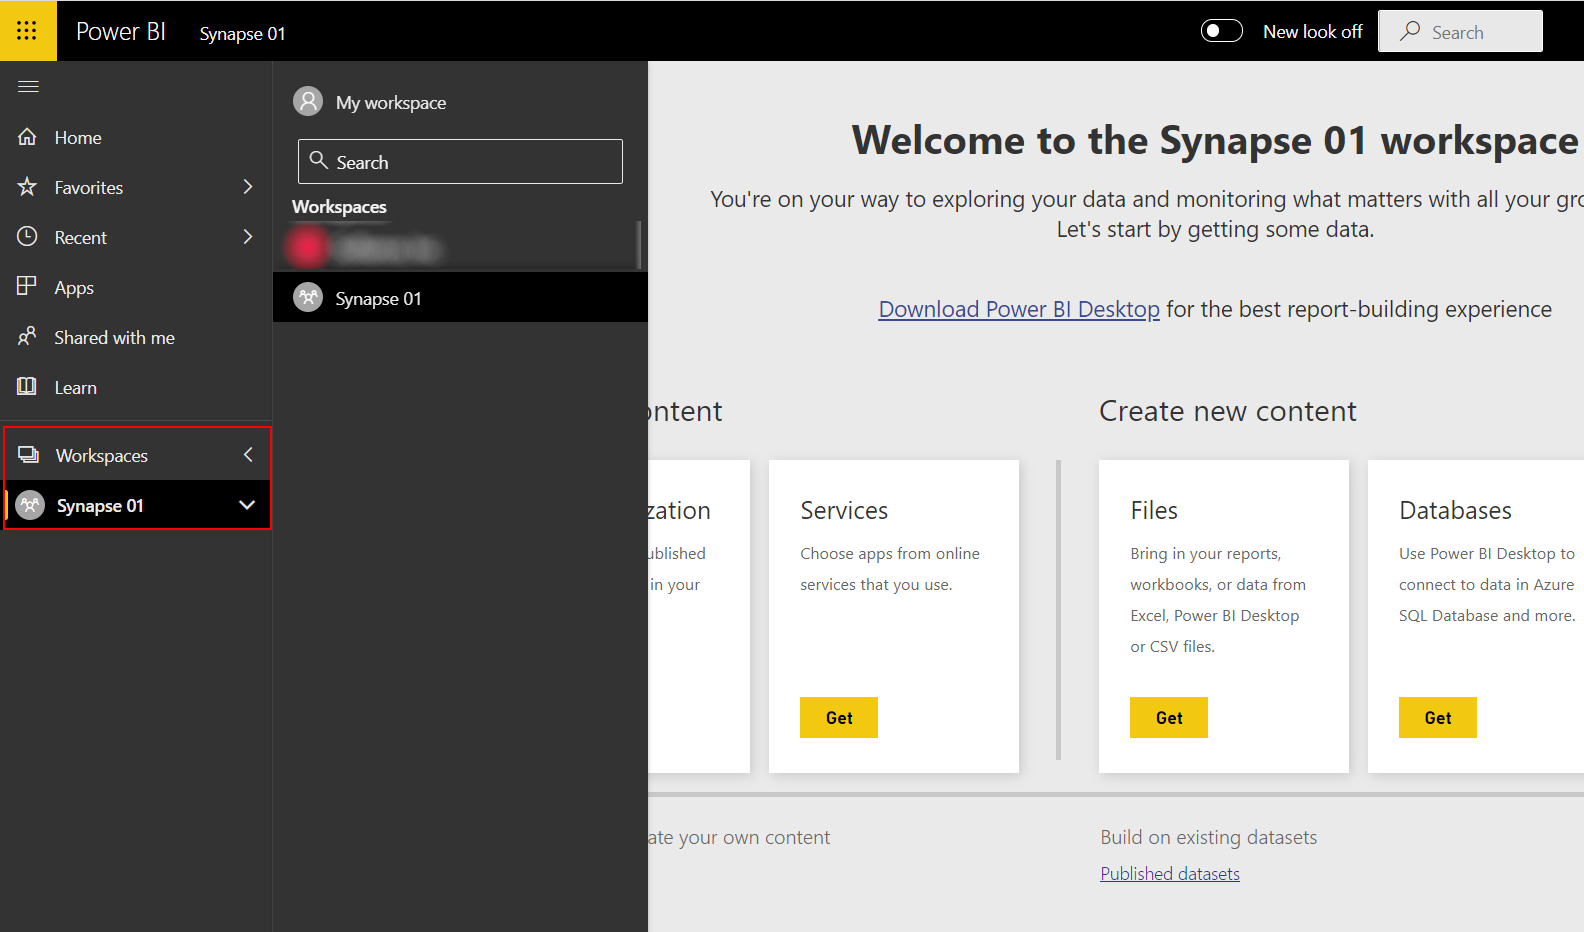 Power BI
Synapse 01
New look off
Search
Home
Favorites
Recent
Apps
Shared with me
Learn
Workspaces
Synapse 01
My workspace
Search
Workspaces
Synapse 01
Welcome to the Synapse 01 workspace
You're on your way to exploring your data and monitoring what matters with all your gro
Let's start by getting some data.
Download Power BI Desktop for the best report-building experience
ontent
zation
ublished
in your
Services
Choose apps from online
services that you use.
Get
Create new content
Files
Bring in your reports,
workbooks, or data from
Excel, Power BI Desktop
or CSV files.
Get
Databases
Use Power BI Desktop to
connect to data in Azure
SQL Database and more.
Get
ate your own content
Build on existing datasets
Published datasets